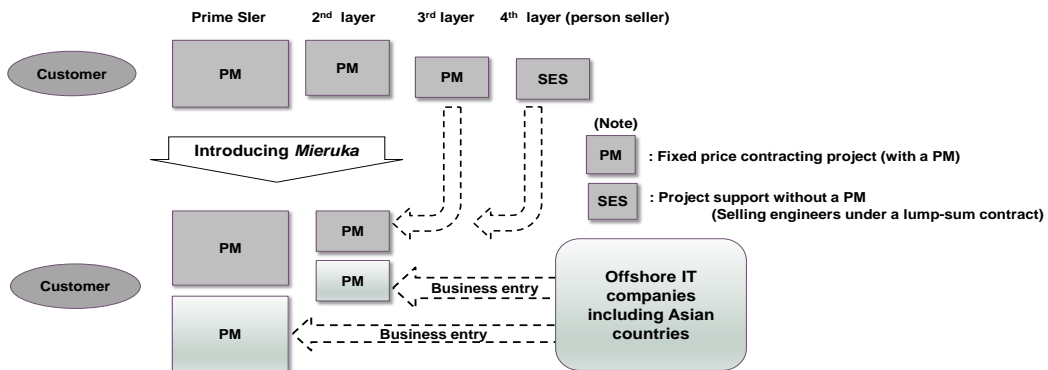 Prime SIer 2nd layer 3rd layer 4th layer (person seller)
Customer
PM
PM
PM
SES
(Note)
Introducing Mieruka
PM : Fixed price contracting project (with a PM)
SES : Project support without a PM
(Selling engineers under a lump-sum contract)
PM
PM
Customer
PM
Business entry
PM
Business entry
Offshore IT
companies
including Asian
countries